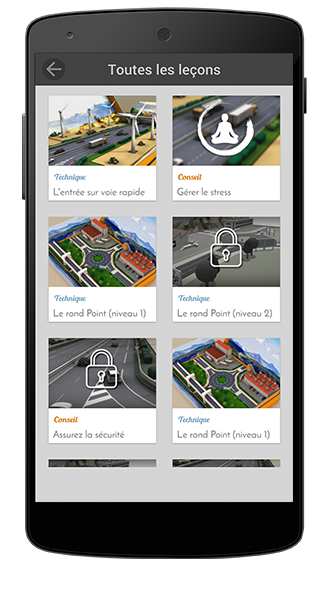 Toutes les leçons
Technique
L'entrée sur voie rapide
Conseil
Gérer le stress
Technique
Le rond Point (niveau 1)
Technique
Le rond Point (niveau 2)
Conseil
Assurez la sécurité
Technique
Le rond Point (niveau 1)